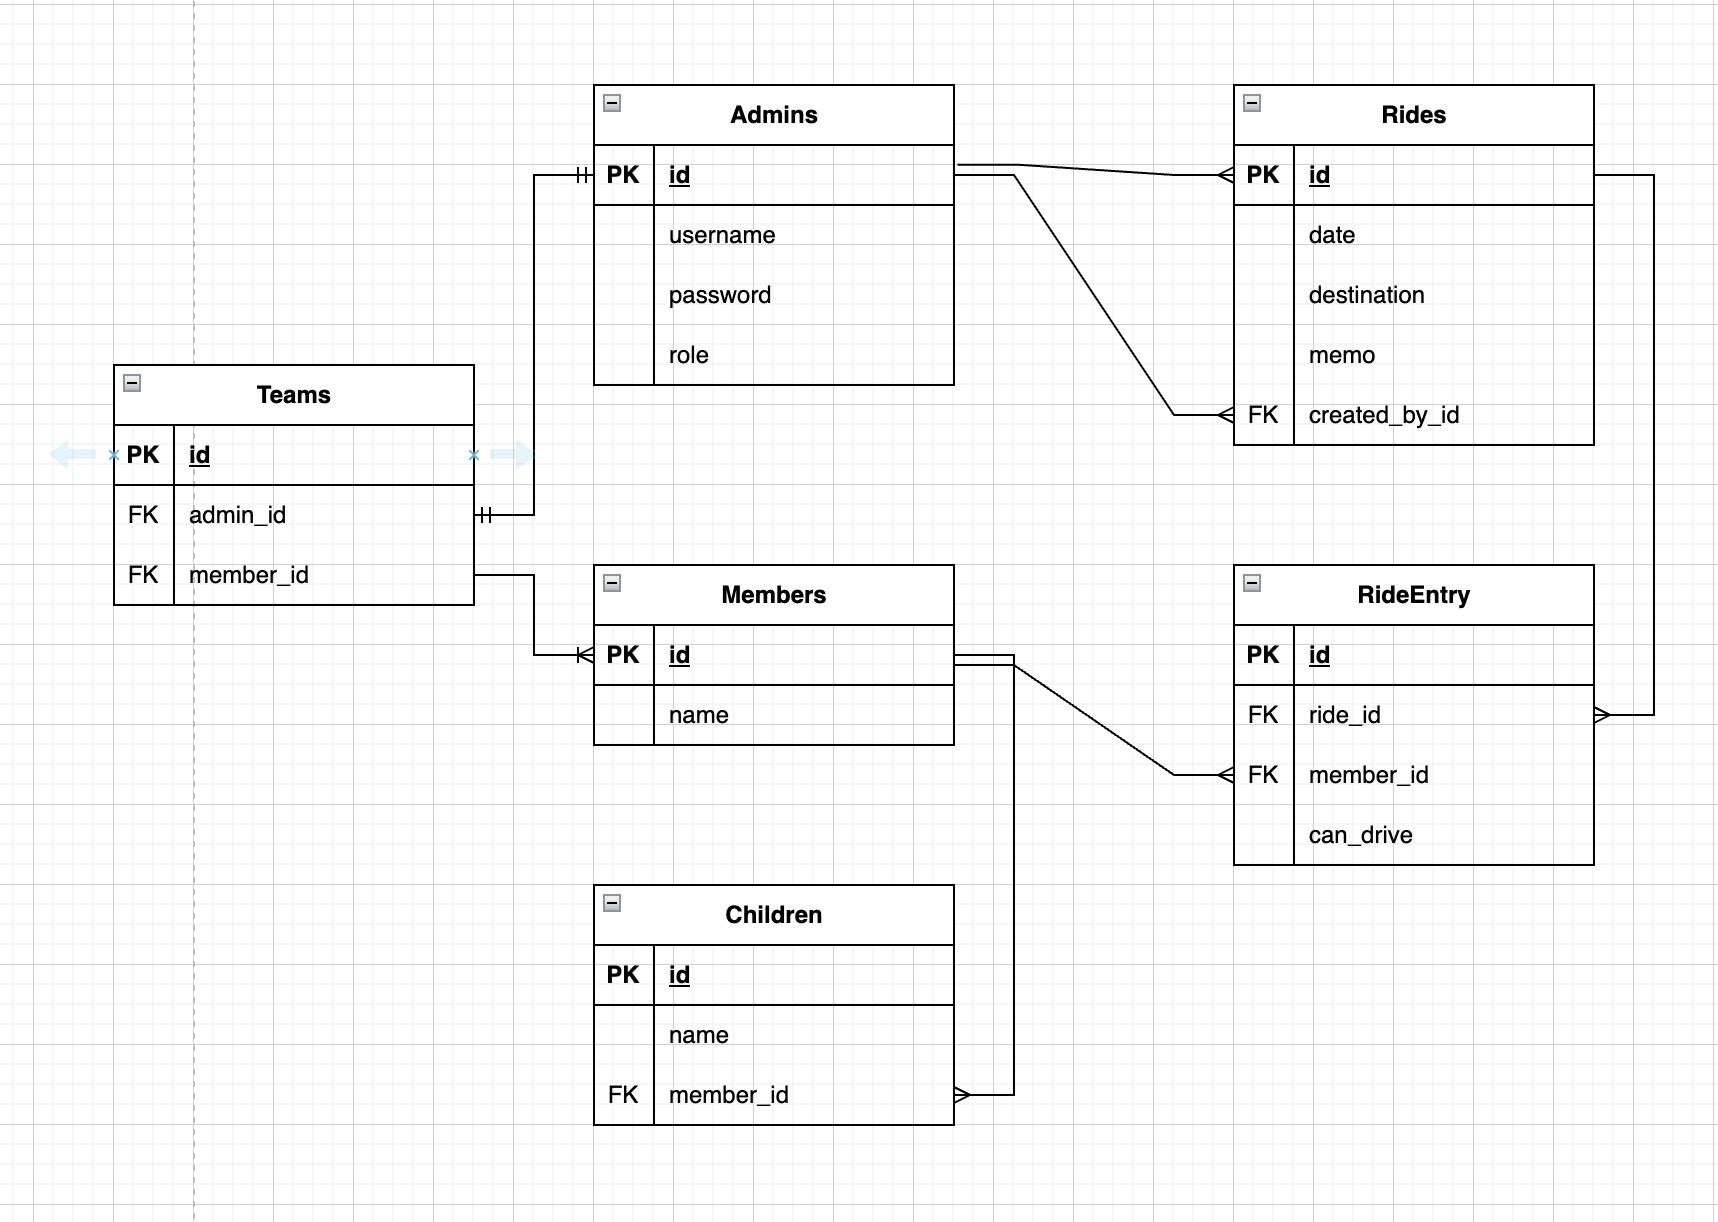 Admins
PK id
username
password
role
Rides
PK id
date
destination
memo
FK created_by_id
Teams
PK id
FK admin_id
FK member_id
Members
PK id
name
RideEntry
PK id
FK ride_id
FK member_id
can_drive
Children
PK id
name
FK member_id